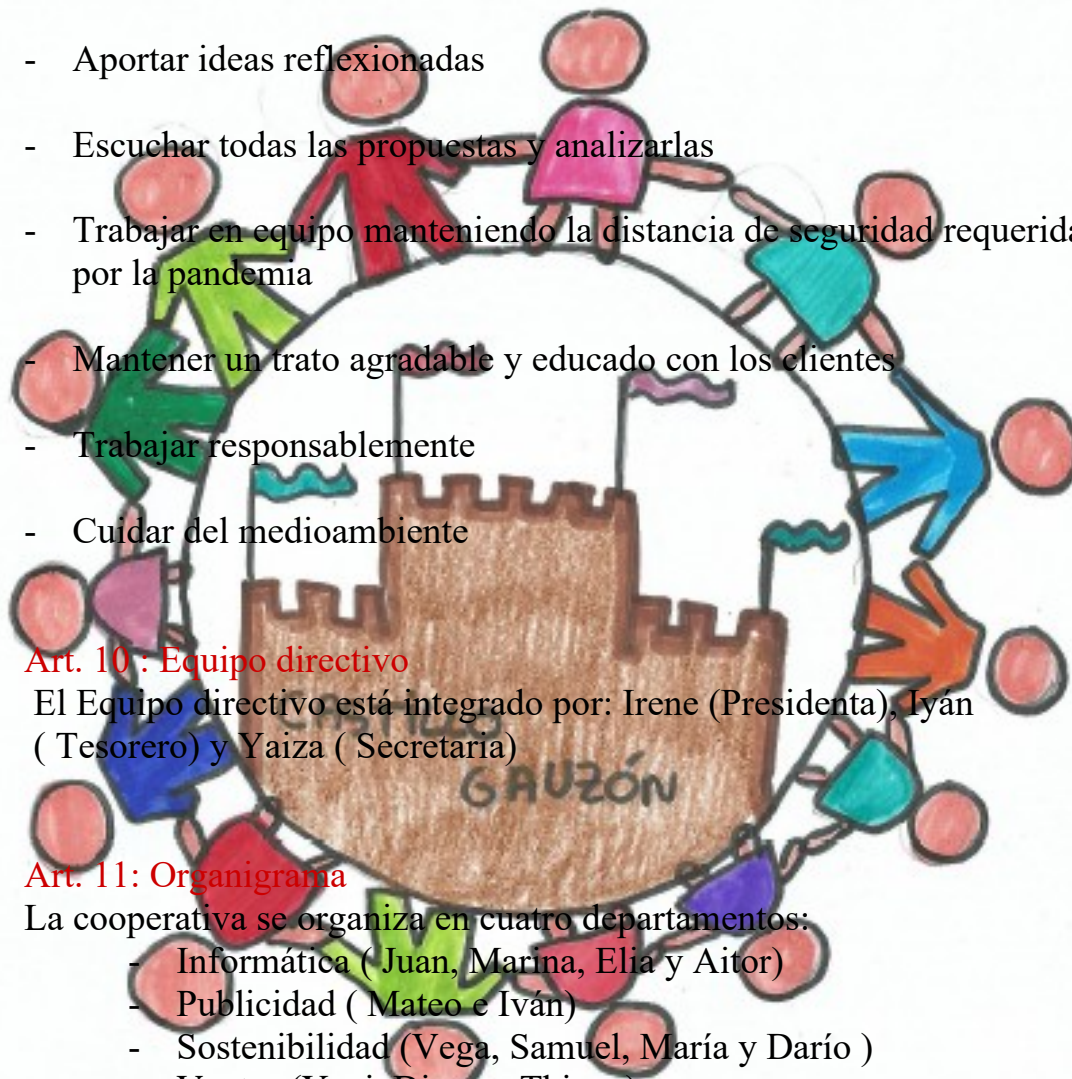 - Aportar ideas reflexionadas
- Escuchar todas las propuestas y analizarlas
- Trabajar en equipo manteniendo la distancia de seguridad requerida
por la pandemia
- Mantener un trato agradable y educado con los clientes
- Trabajar responsablemente
- Cuidar del medioambiente
Art. 10 : Equipo directivo
El Equipo directivo está integrado por: Irene (Presidenta), Iyán
( Tesorero) y Yaiza ( Secretaria)
CASTILLO
GAUZÓN
Art. 11: Organigrama
La cooperativa se organiza en cuatro departamentos:
- Informática ( Juan, Marina, Elia y Aitor)
- Publicidad ( Mateo e Iván)
- Sostenibilidad (Vega, Samuel, María y Darío )